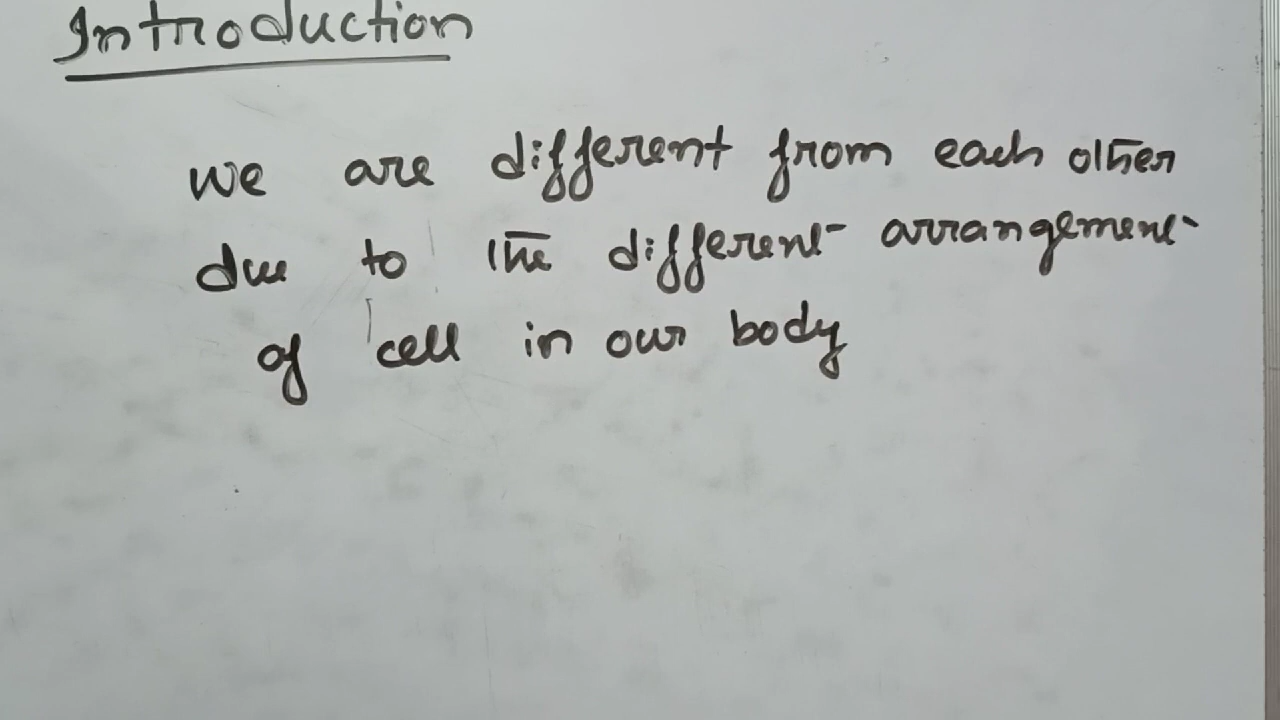 Introduction
We are different from each other
due to the different arrangement
of cell in our body